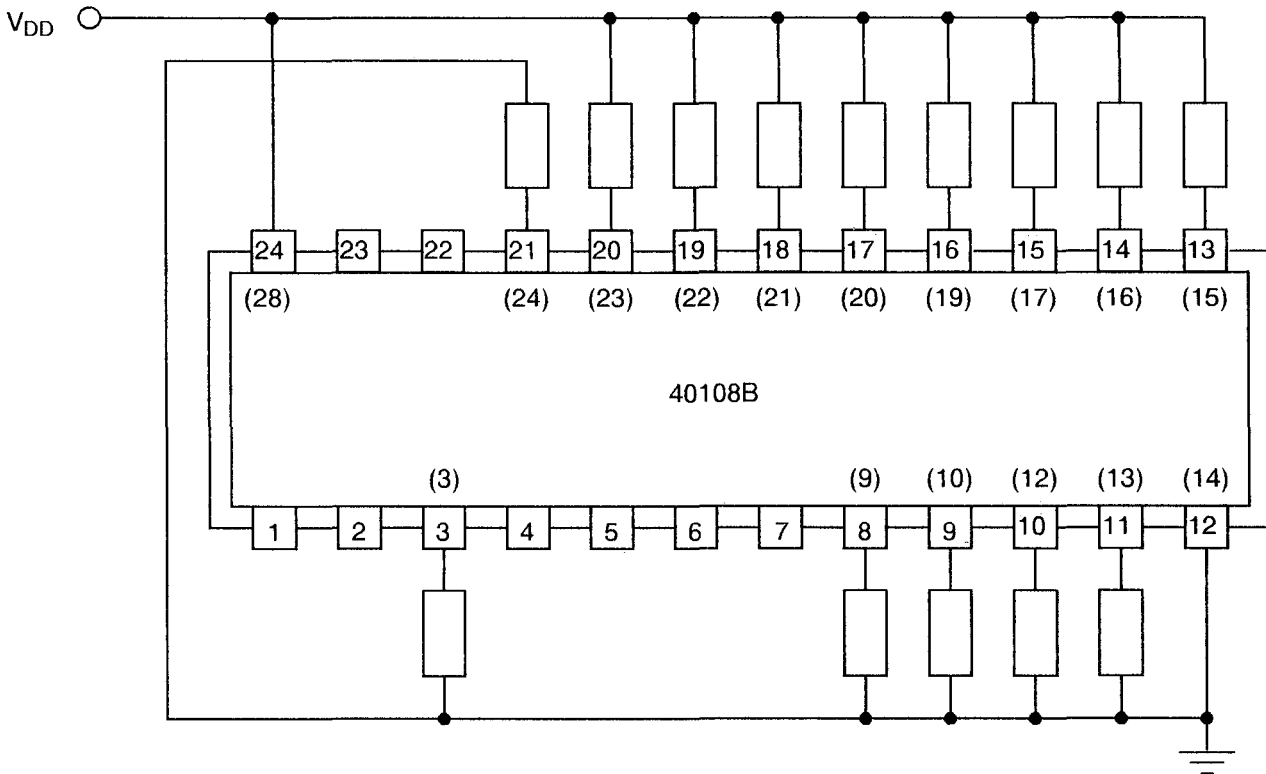 VDD
24 23 22 21 20 19 18 17 16 15 14 13
(28) (24) (23) (22) (21) (20) (19) (17) (16) (15)
40108B
(3) (9) (10) (12) (13) (14)
1 2 3 4 5 6 7 8 9 10 11 12